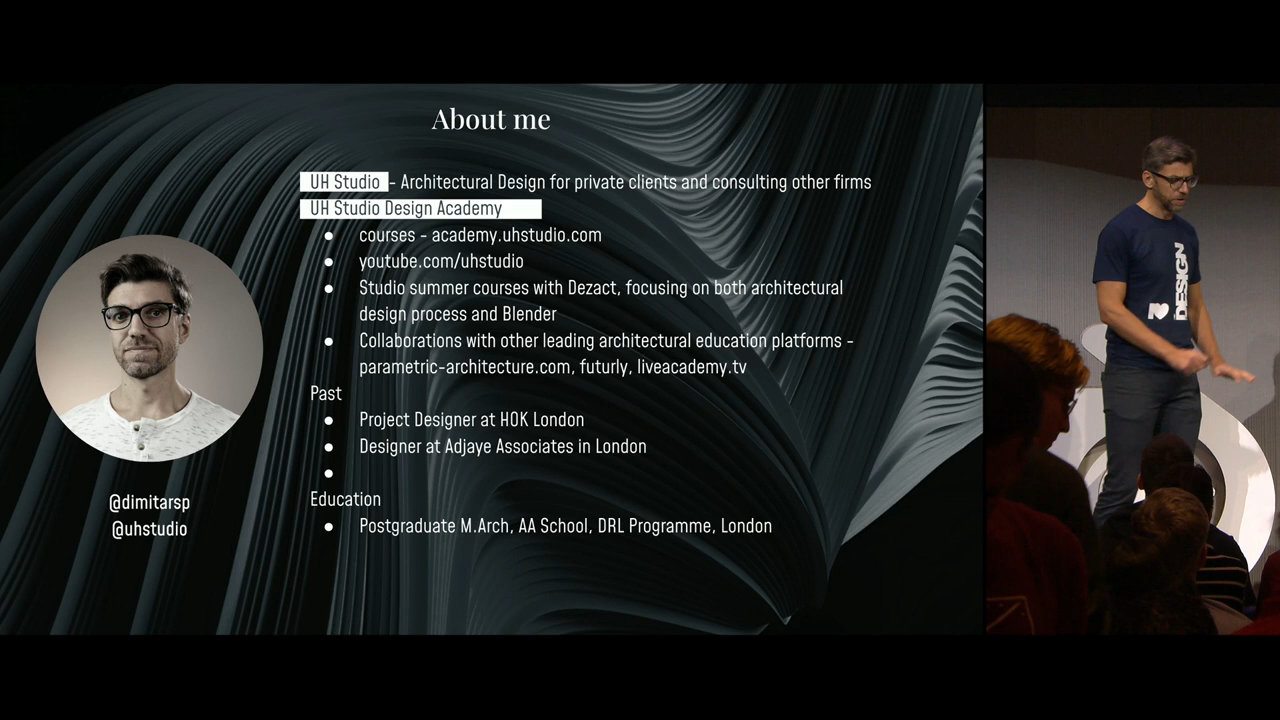 About me
UH Studio - Architectural Design for private clients and consulting other firms
UH Studio Design Academy
● courses - academy.uhstudio.com
● youtube.com/uhstudio
● Studio summer courses with Dezact, focusing on both architectural
design process and Blender
● Collaborations with other leading architectural education platforms -
parametric-architecture.com, futurly, liveacademy.tv
Past
● Project Designer at HOK London
● Designer at Adjaye Associates in London
●
Education
● Postgraduate M.Arch, AA School, DRL Programme, London
@dimitarsp
@uhstudio
I ♥
DESIGN